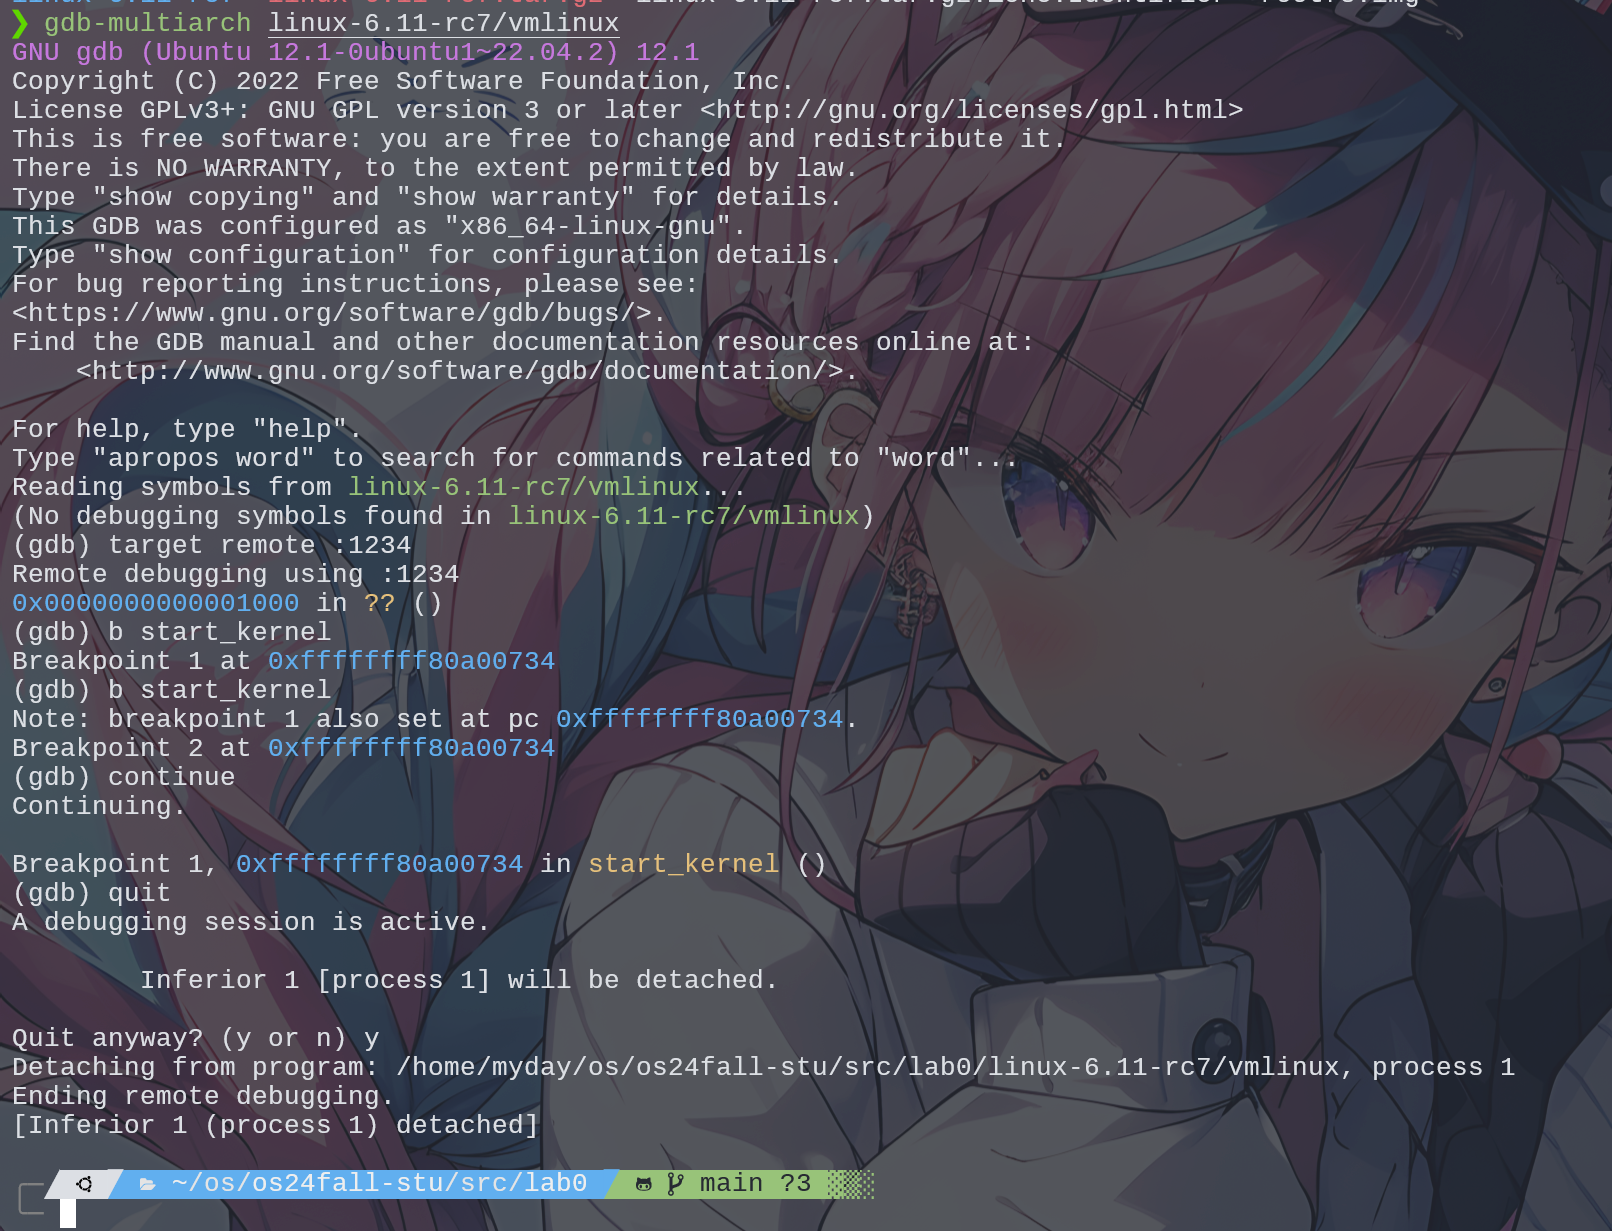 ❯ gdb-multiarch linux-6.11-rc7/vmlinux
GNU gdb (Ubuntu 12.1-0ubuntu1~22.04.2) 12.1
Copyright (C) 2022 Free Software Foundation, Inc.
License GPLv3+: GNU GPL version 3 or later <http://gnu.org/licenses/gpl.html>
This is free software: you are free to change and redistribute it.
There is NO WARRANTY, to the extent permitted by law.
Type "show copying" and "show warranty" for details.
This GDB was configured as "x86_64-linux-gnu".
Type "show configuration" for configuration details.
For bug reporting instructions, please see:
<https://www.gnu.org/software/gdb/bugs/>.
Find the GDB manual and other documentation resources online at:
    <http://www.gnu.org/software/gdb/documentation/>.
For help, type "help".
Type "apropos word" to search for commands related to "word"...
Reading symbols from linux-6.11-rc7/vmlinux...
(No debugging symbols found in linux-6.11-rc7/vmlinux)
(gdb) target remote :1234
Remote debugging using :1234
0x0000000000001000 in ?? ()
(gdb) b start_kernel
Breakpoint 1 at 0xffffffff80a00734
(gdb) b start_kernel
Note: breakpoint 1 also set at pc 0xffffffff80a00734.
Breakpoint 2 at 0xffffffff80a00734
(gdb) continue
Continuing.
Breakpoint 1, 0xffffffff80a00734 in start_kernel ()
(gdb) quit
A debugging session is active.
        Inferior 1 [process 1] will be detached.
Quit anyway? (y or n) y
Detaching from program: /home/myday/os/os24fall-stu/src/lab0/linux-6.11-rc7/vmlinux, process 1
Ending remote debugging.
[Inferior 1 (process 1) detached]
~/os/os24fall-stu/src/lab0 main ?3